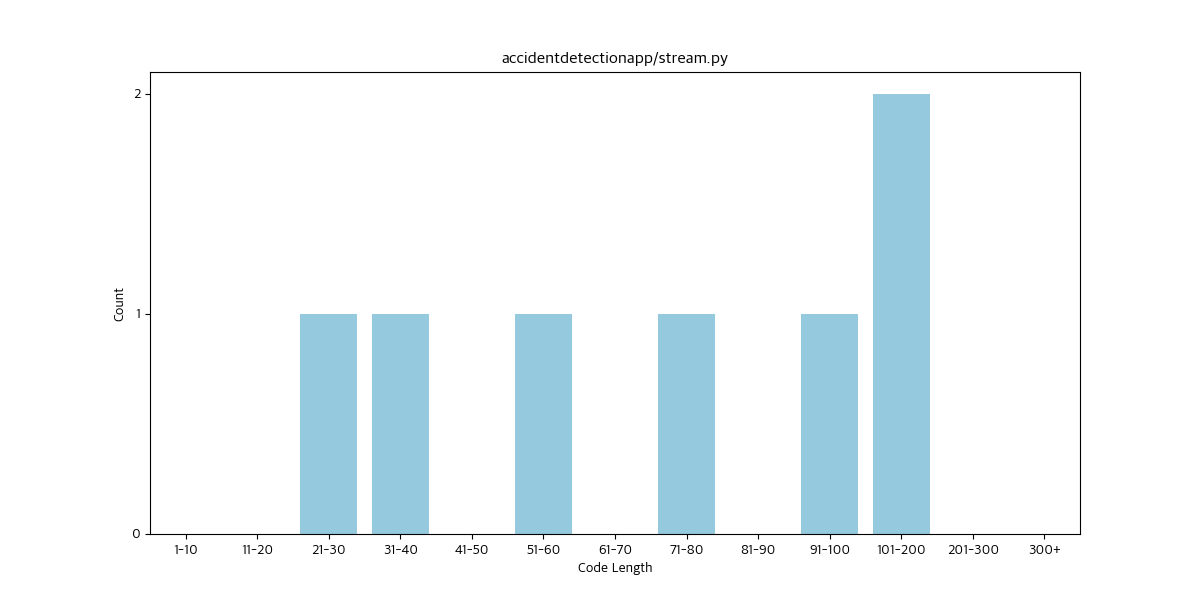 accidentdetectionapp/stream.py
2
1
0
Count
1-10 11-20 21-30 31-40 41-50 51-60 61-70 71-80 81-90 91-100 101-200 201-300 300+
Code Length